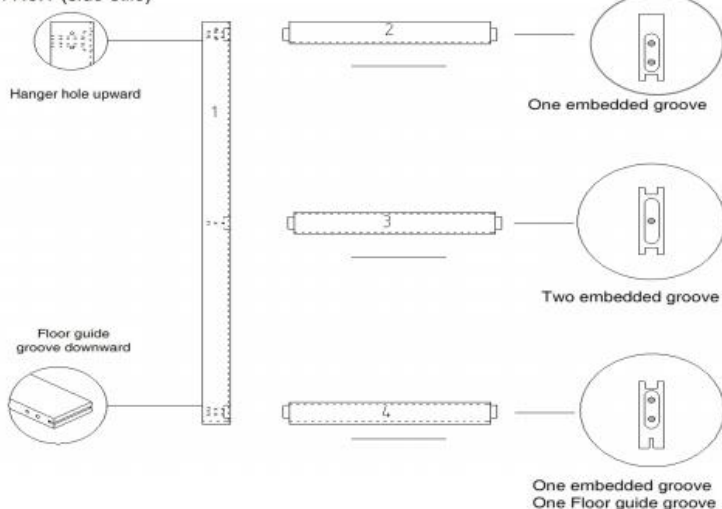 (side stile)
Hanger hole upward
1
2
One embedded groove
3
Two embedded groove
Floor guide
groove downward
4
One embedded groove
One Floor guide groove